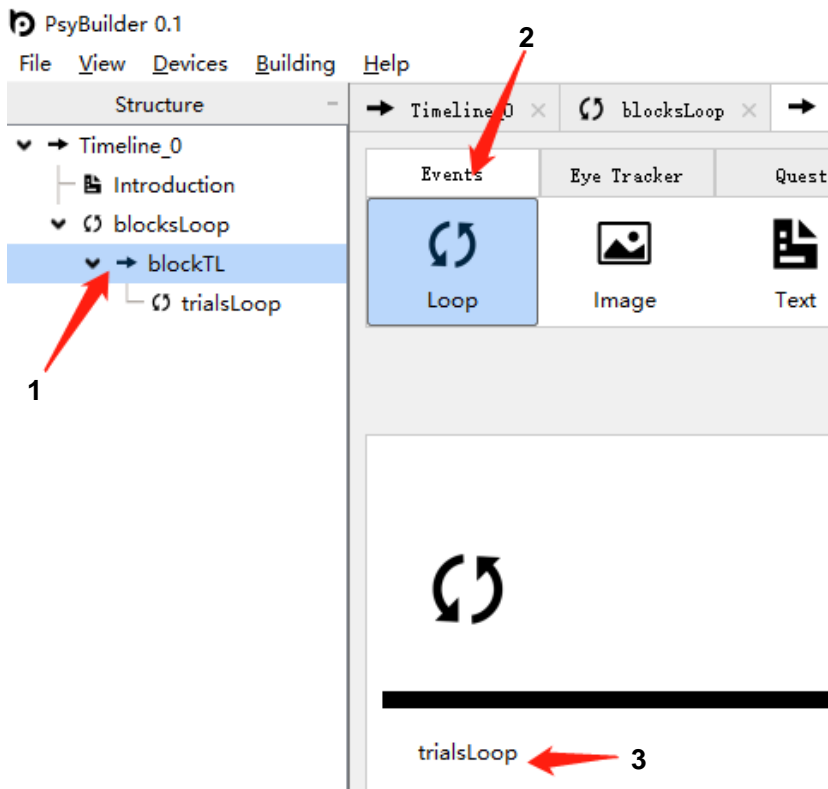 PsyBuilder 0.1
2
File View Devices Building Help
Structure
Timeline_0 blocksLoop
Timeline_0
Introduction
blocksLoop
blockTL
trialsLoop
1
Events Eye Tracker Quest
Loop Image Text
trialsLoop 3